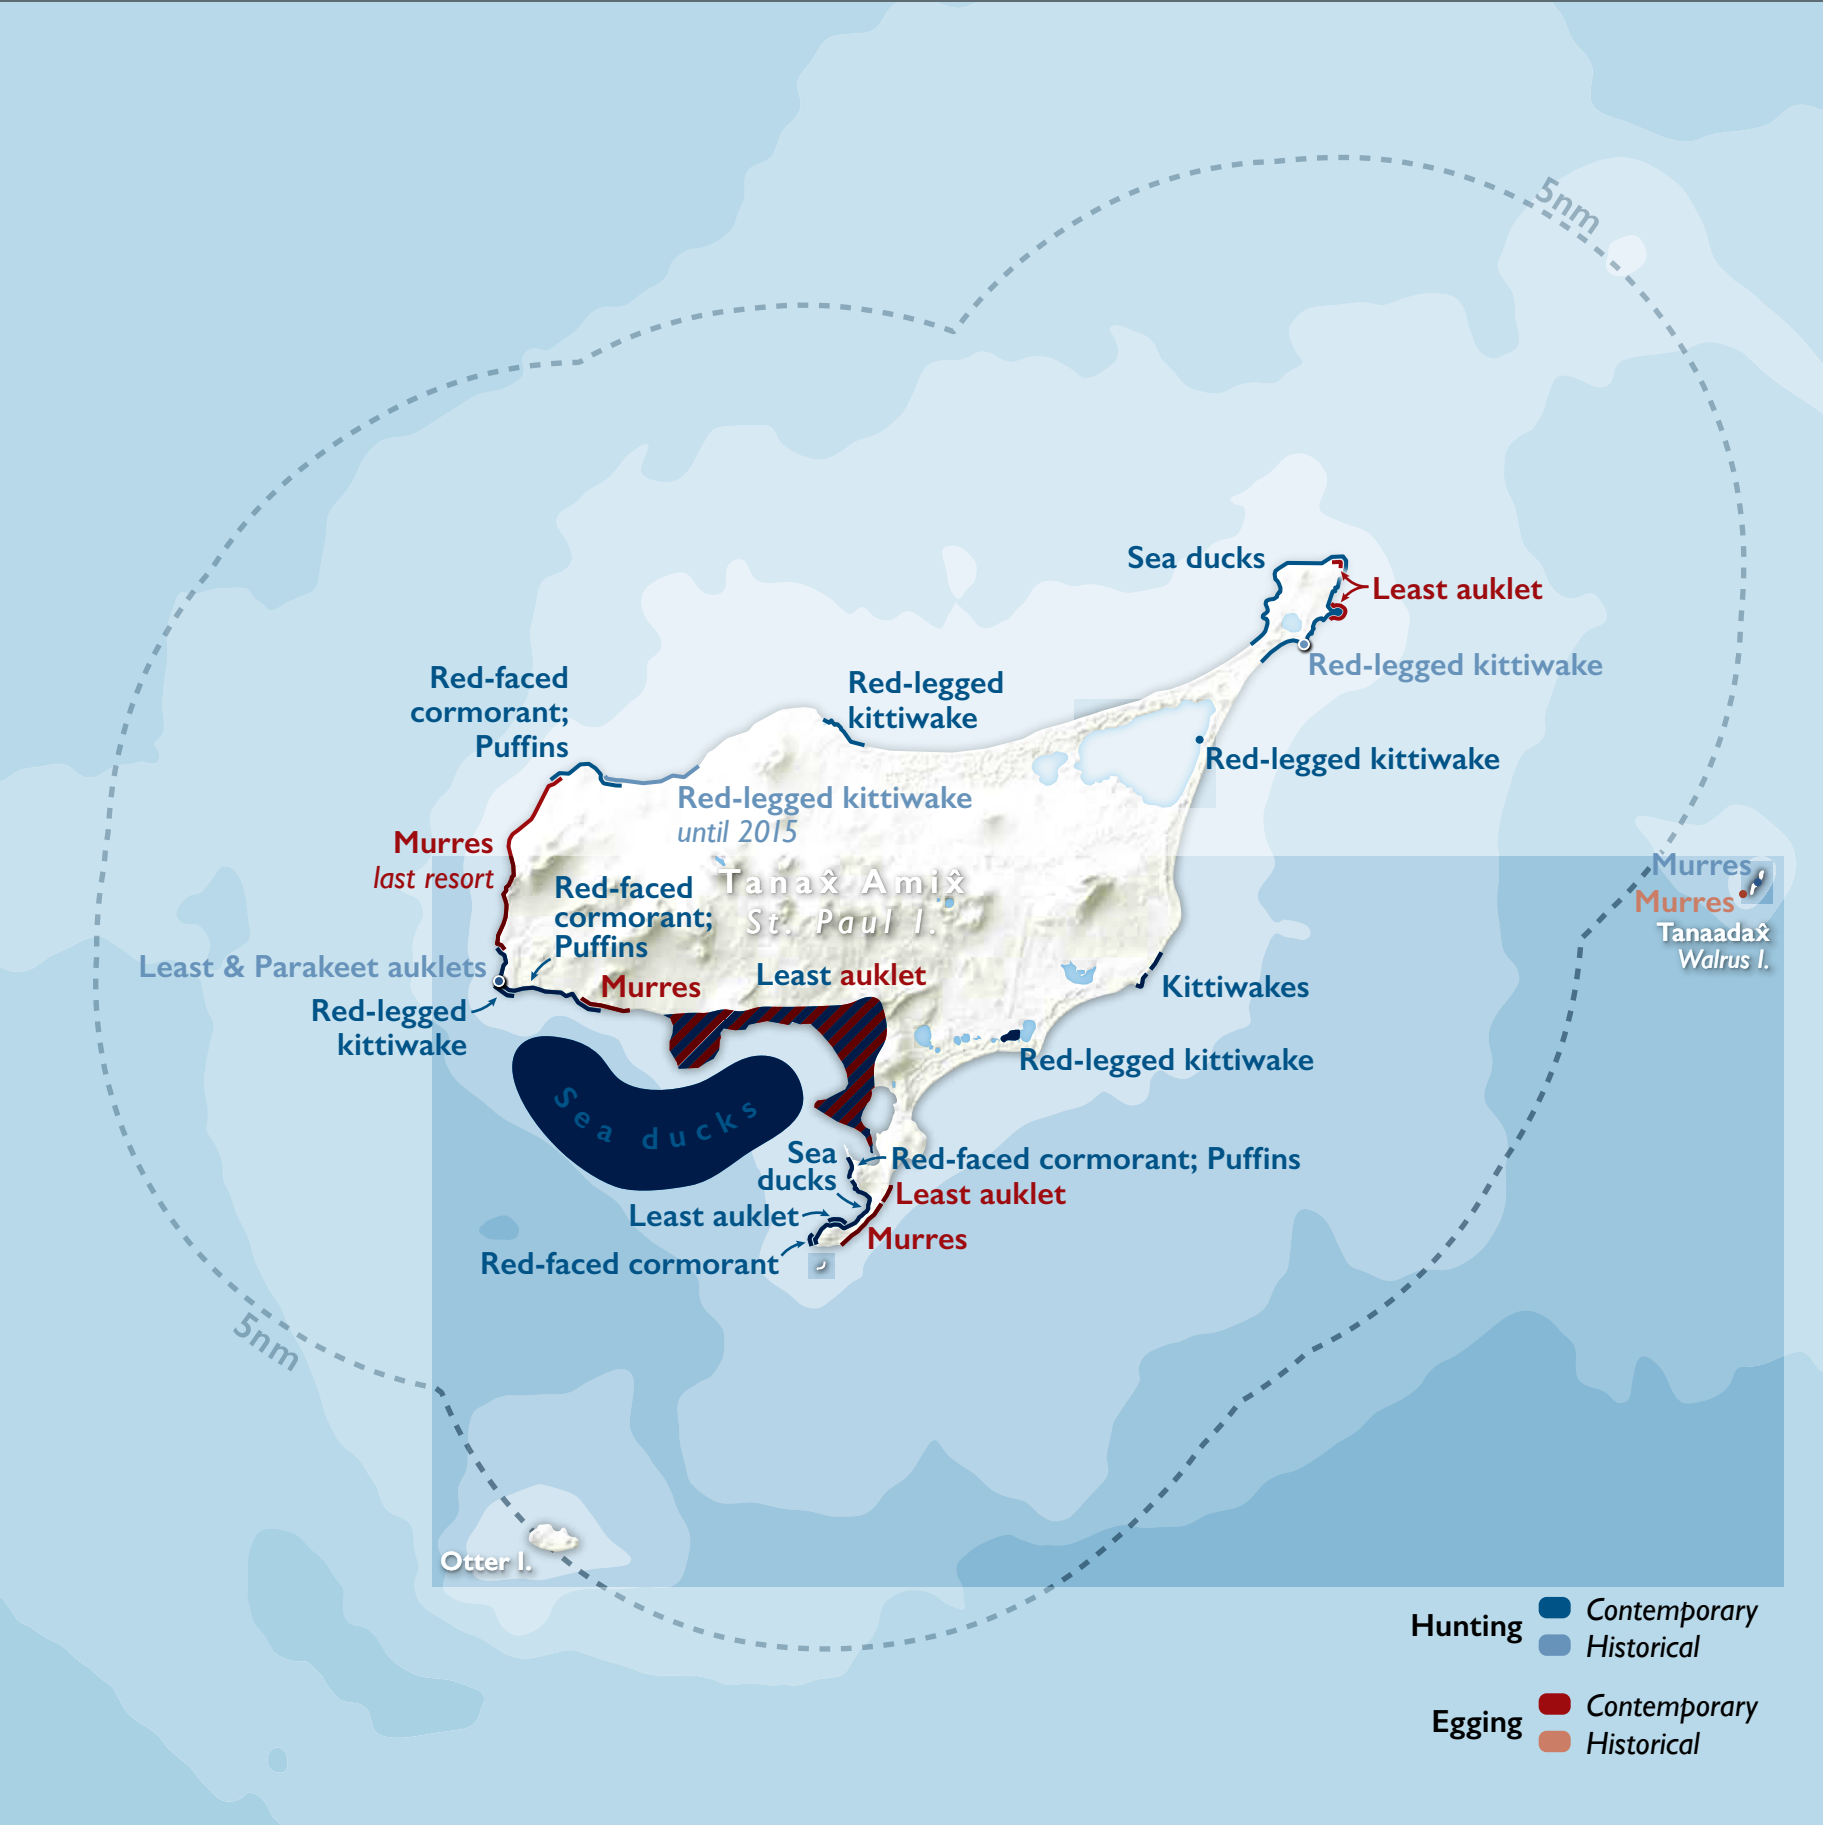 5nm
Sea ducks
Least auklet
Red-legged kittiwake
Red-faced
cormorant;
Puffins
Red-legged
kittiwake
Red-legged kittiwake
Red-legged kittiwake
until 2015
Murres
last resort
Murres
Murres
Tanaadax̂
Walrus I.
Tanax̂ Amix̂
St. Paul I.
Red-faced
cormorant;
Puffins
Least & Parakeet auklets
Least auklet
Murres
Kittiwakes
Red-legged
kittiwake
Red-legged kittiwake
Sea ducks
Sea
ducks
Red-faced cormorant; Puffins
Least auklet
Least auklet
Murres
Red-faced cormorant
5nm
Otter I.
Hunting
Contemporary
Historical
Egging
Contemporary
Historical